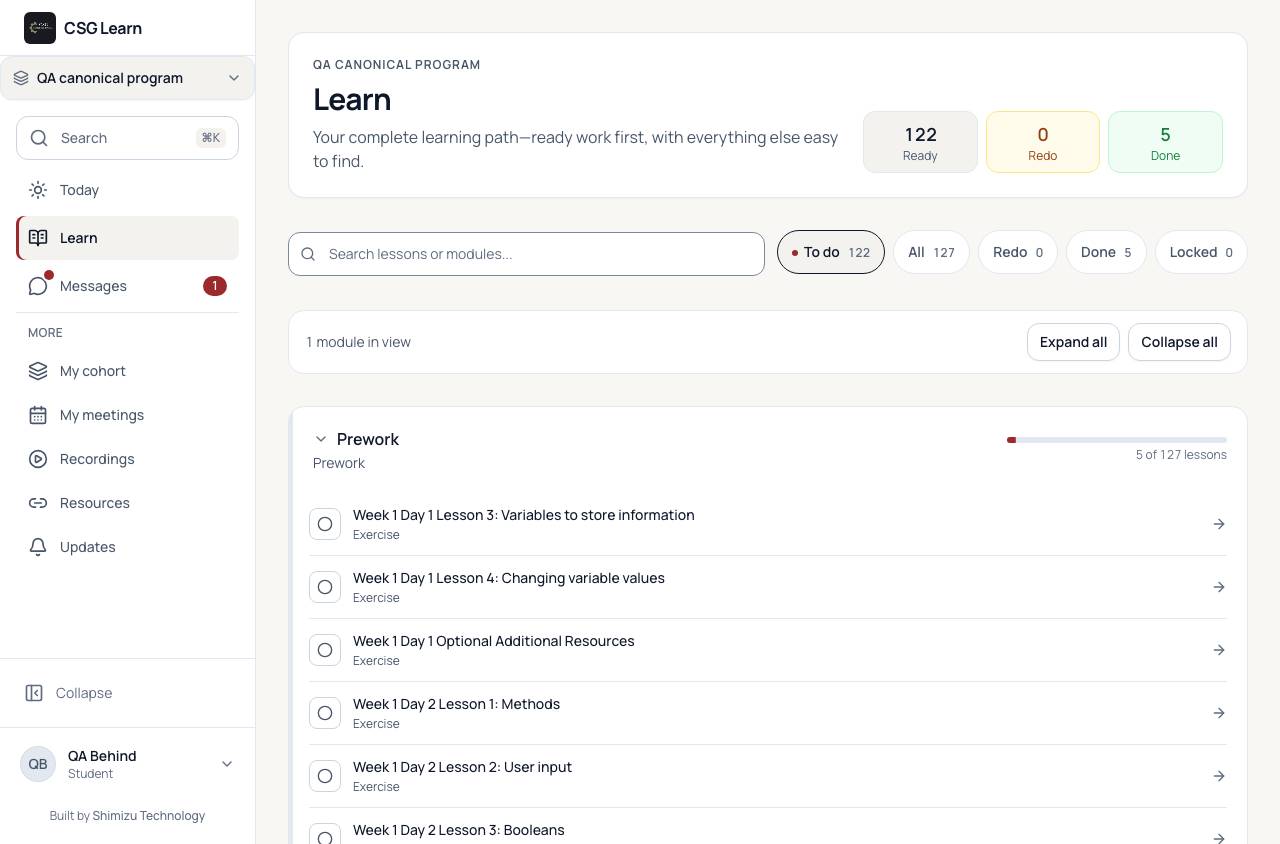 CSG Learn
QA canonical program
Search ⌘K
Today
Learn
Messages 1
MORE
My cohort
My meetings
Recordings
Resources
Updates
Collapse
QB
QA Behind
Student
Built by Shimizu Technology
QA CANONICAL PROGRAM
Learn
Your complete learning path—ready work first, with everything else easy
to find.
122
Ready
0
Redo
5
Done
Search lessons or modules...
To do 122
All 127
Redo 0
Done 5
Locked 0
1 module in view
Expand all
Collapse all
Prework
Prework
5 of 127 lessons
Week 1 Day 1 Lesson 3: Variables to store information
Exercise
Week 1 Day 1 Lesson 4: Changing variable values
Exercise
Week 1 Day 1 Optional Additional Resources
Exercise
Week 1 Day 2 Lesson 1: Methods
Exercise
Week 1 Day 2 Lesson 2: User input
Exercise
Week 1 Day 2 Lesson 3: Booleans